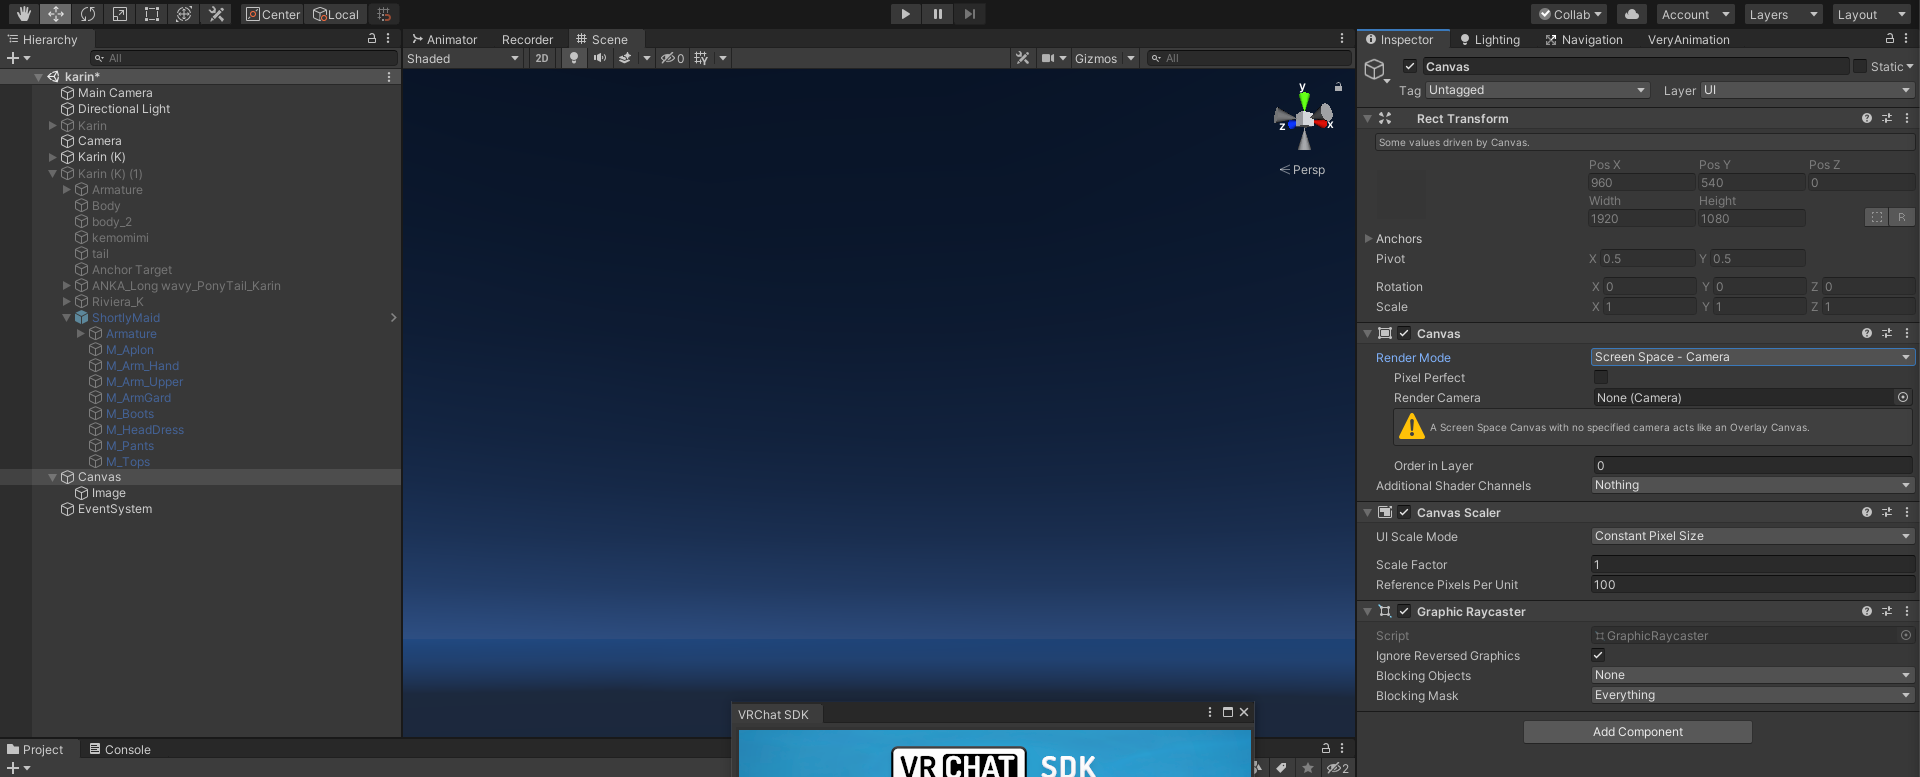 Center
Local
Collab
Account
Layers
Layout
Hierarchy
All
karin*
Main Camera
Directional Light
Karin
Camera
Karin (K)
Karin (K) (1)
Armature
Body
body_2
kemomimi
tail
Anchor Target
ANKA_Long wavy_PonyTail_Karin
Riviera_K
ShortlyMaid
Armature
M_Aplon
M_Arm_Hand
M_Arm_Upper
M_ArmGard
M_Boots
M_HeadDress
M_Pants
M_Tops
Canvas
Image
EventSystem
Animator
Recorder
Scene
Shaded
2D
0
Gizmos
All
y
z
x
Persp
Inspector
Lighting
Navigation
VeryAnimation
Canvas
Static
Tag
Untagged
Layer
UI
Rect Transform
Some values driven by Canvas.
Pos X
Pos Y
Pos Z
960
540
0
Width
Height
1920
1080
R
Anchors
Pivot
X 0.5
Y 0.5
Rotation
X 0
Y 0
Z 0
Scale
X 1
Y 1
Z 1
Canvas
Render Mode
Screen Space - Camera
Pixel Perfect
Render Camera
None (Camera)
A Screen Space Canvas with no specified camera acts like an Overlay Canvas.
Order in Layer
0
Additional Shader Channels
Nothing
Canvas Scaler
UI Scale Mode
Constant Pixel Size
Scale Factor
1
Reference Pixels Per Unit
100
Graphic Raycaster
Script
GraphicRaycaster
Ignore Reversed Graphics
Blocking Objects
None
Blocking Mask
Everything
Add Component
VRChat SDK
VRCHAT SDK
Project
Console
2